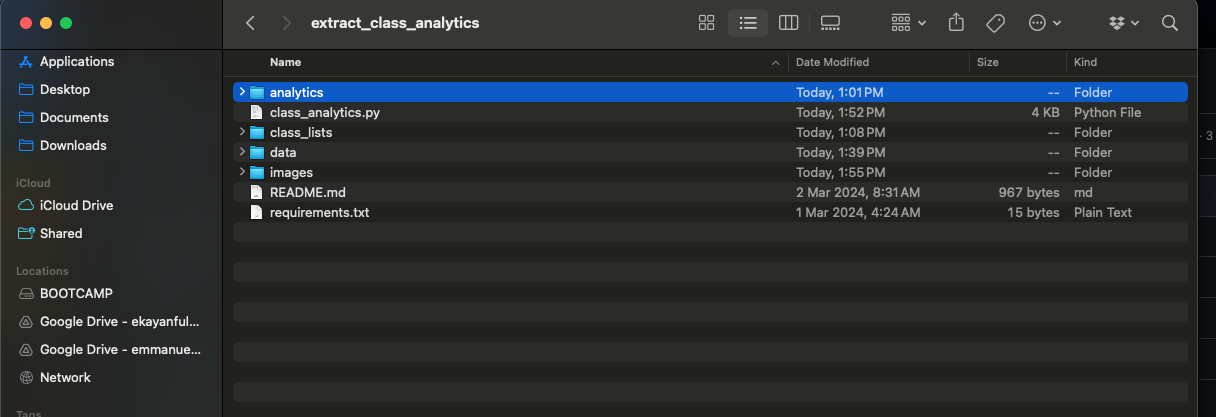 extract_class_analytics
Applications
Desktop
Documents
Downloads
iCloud
iCloud Drive
Shared
Locations
BOOTCAMP
Google Drive - ekayanful...
Google Drive - emmanue...
Network
Tags
Name Date Modified Size Kind
analytics Today, 1:01 PM -- Folder
class_analytics.py Today, 1:52 PM 4 KB Python File
class_lists Today, 1:08 PM -- Folder
data Today, 1:39 PM -- Folder
images Today, 1:55 PM -- Folder
README.md 2 Mar 2024, 8:31 AM 967 bytes md
requirements.txt 1 Mar 2024, 4:24 AM 15 bytes Plain Text
· 3